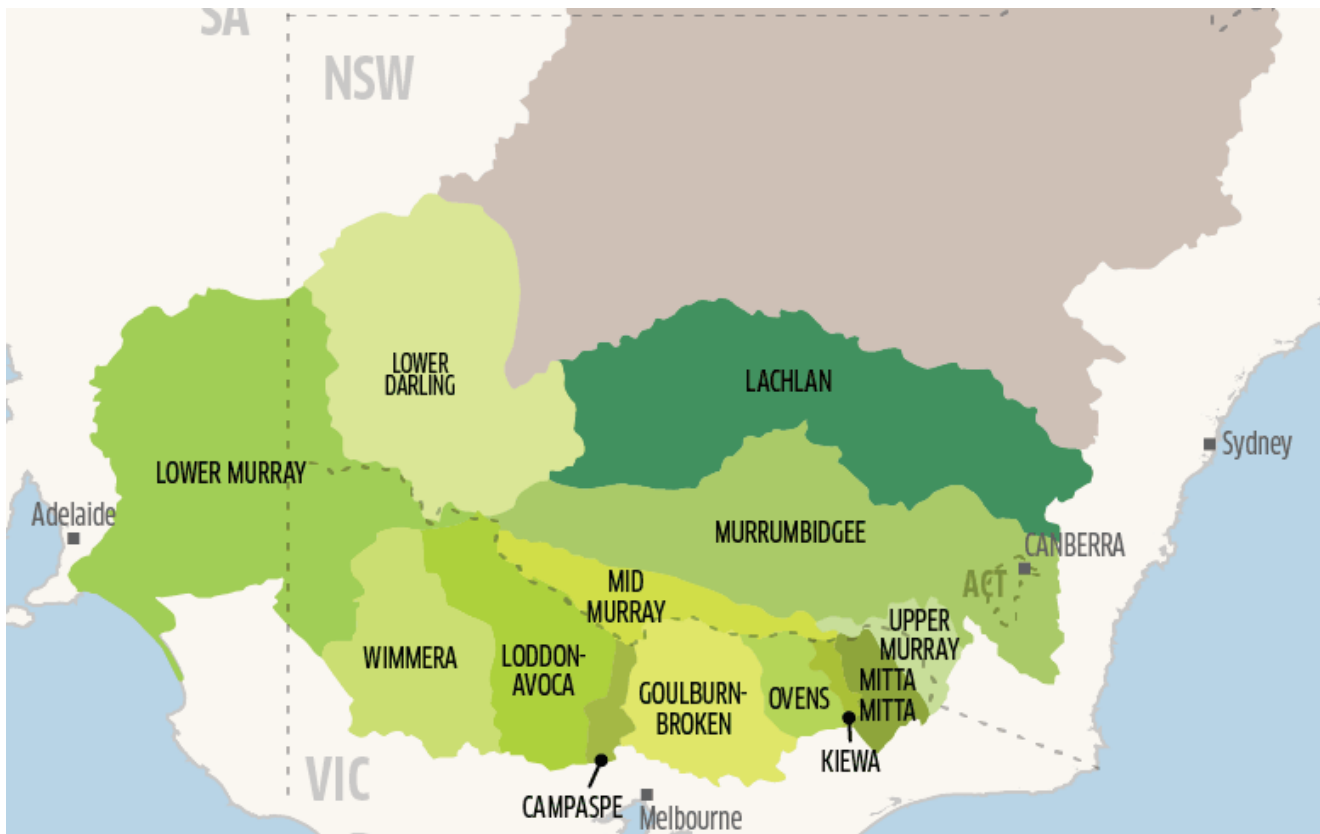 SA
NSW
LOWER
DARLING
LACHLAN
LOWER MURRAY
Sydney
Adelaide
MURRUMBIDGEE
CANBERRA
ACT
MID
MURRAY
UPPER
MURRAY
WIMMERA
LODDON-
AVOCA
GOULBURN-
BROKEN
OVENS
MITTA
MITTA
KIEWA
VIC
CAMPASPE
Melbourne